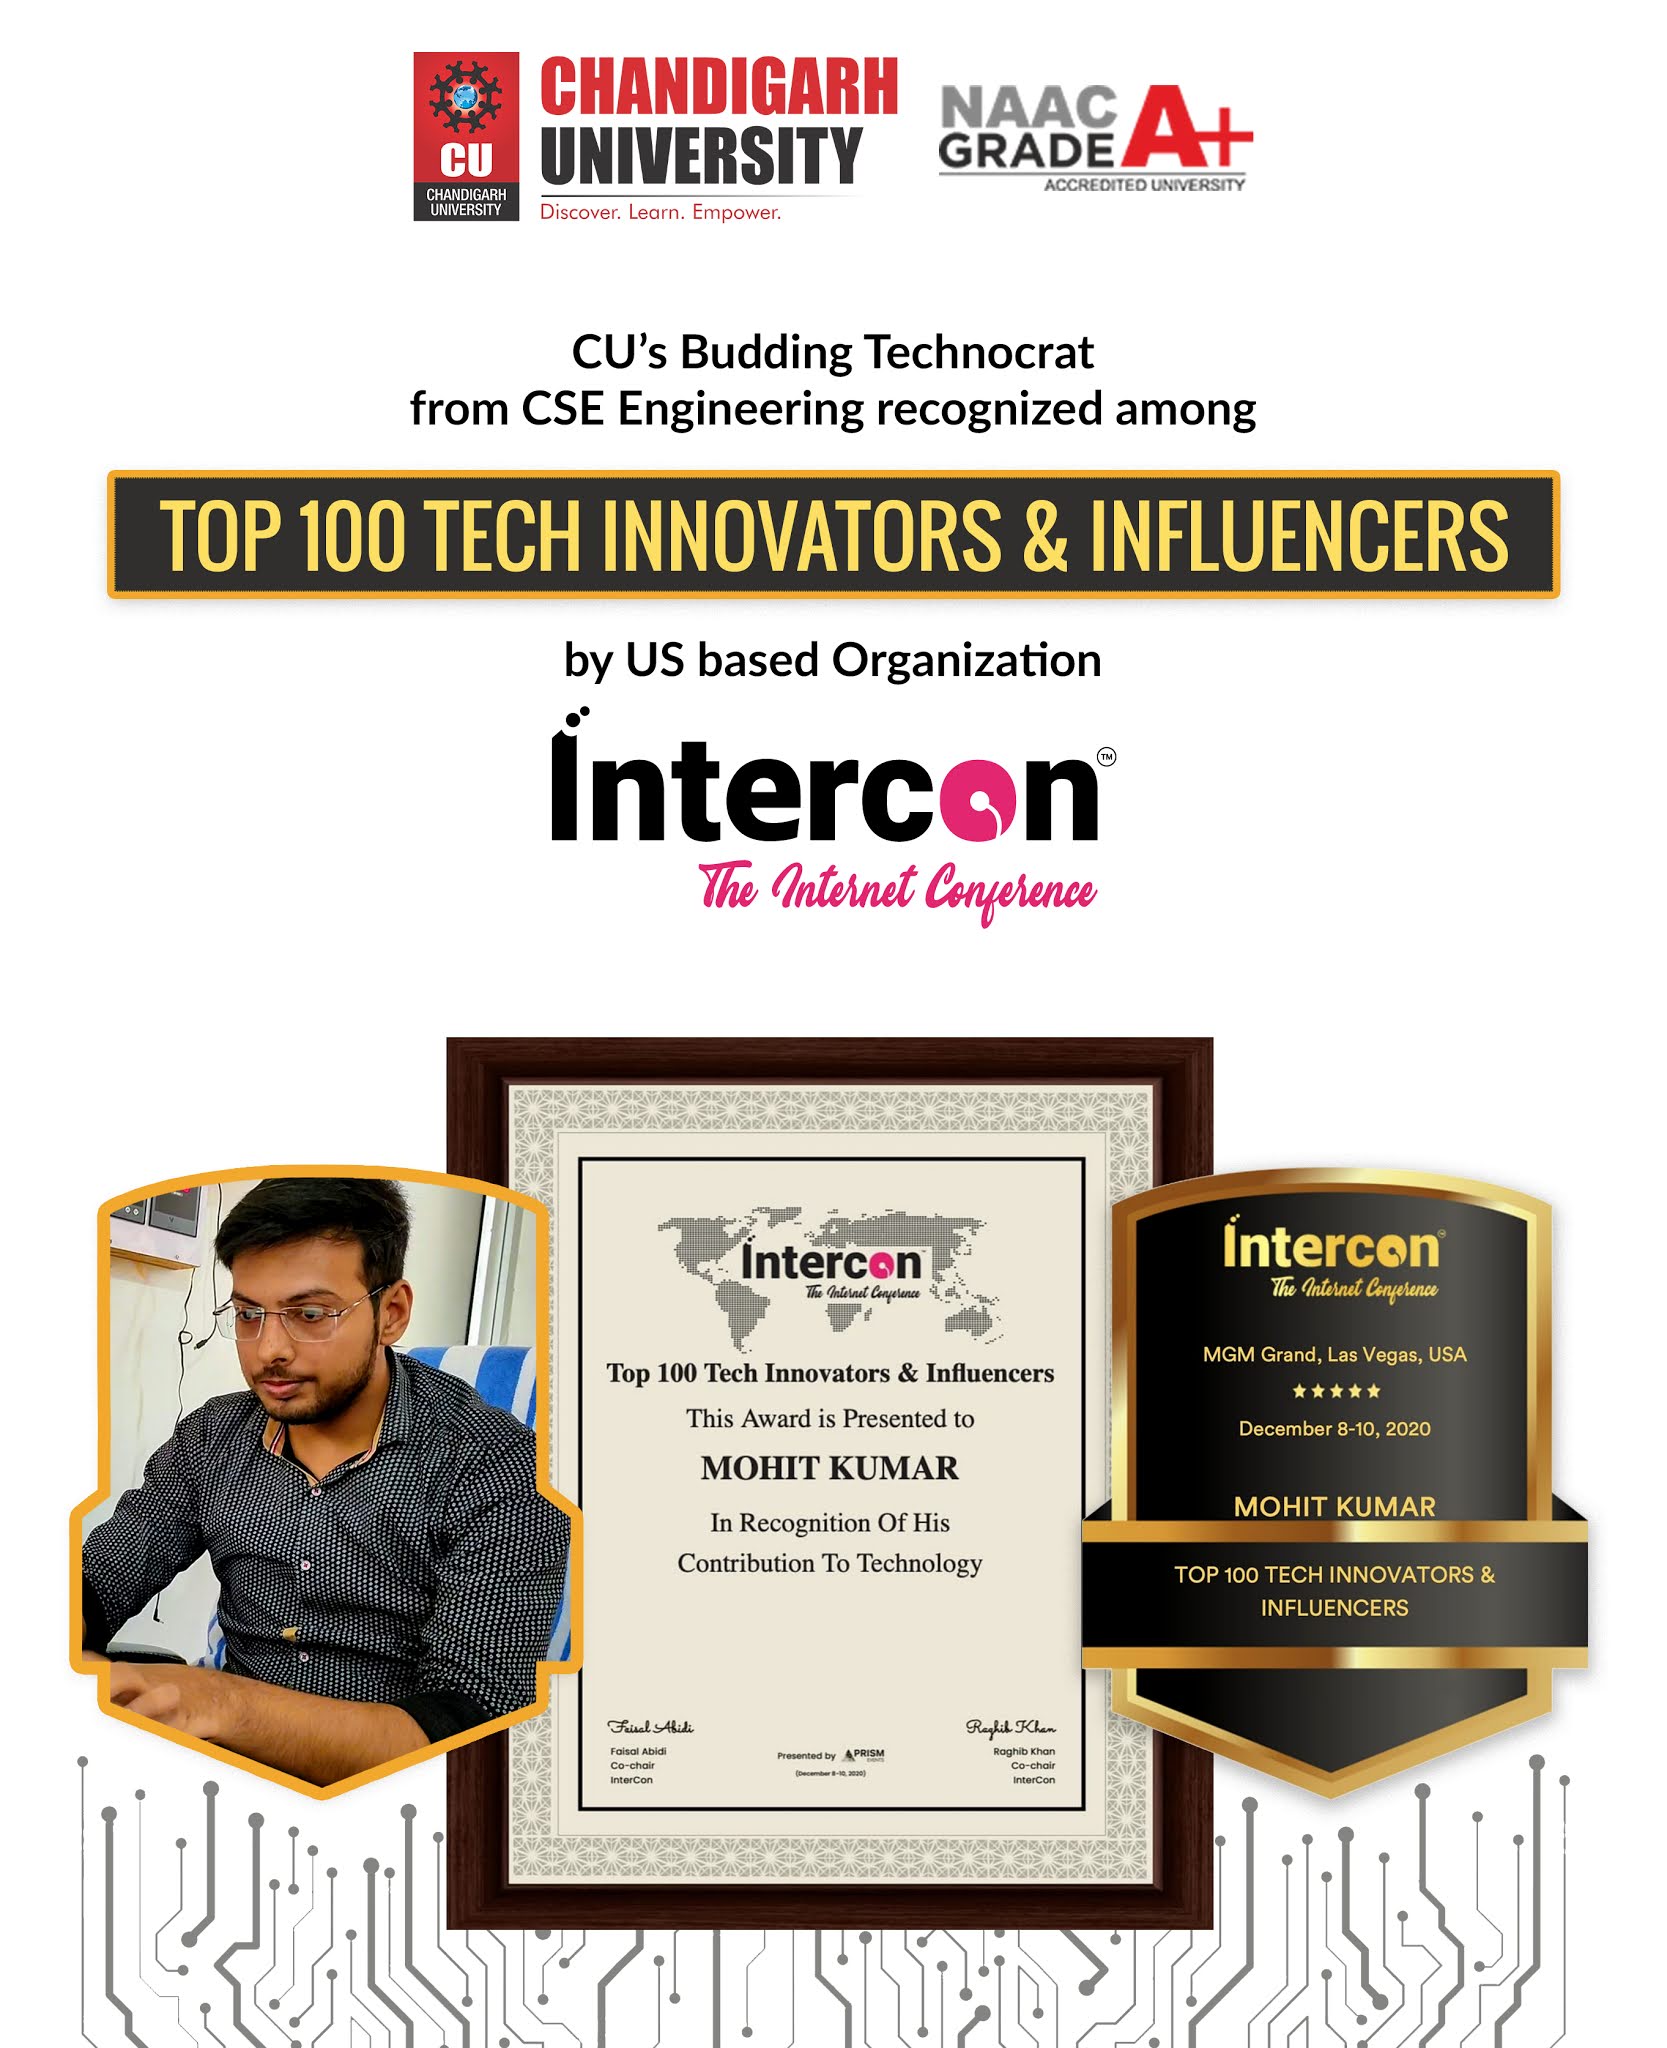 CU
CHANDIGARH
UNIVERSITY
CHANDIGARH
UNIVERSITY
Discover. Learn. Empower.
NAAC
GRADE A+
ACCREDITED UNIVERSITY
CU’s Budding Technocrat
from CSE Engineering recognized among
TOP 100 TECH INNOVATORS & INFLUENCERS
by US based Organization
Intercon TM
The Internet Conference
Intercon
The Internet Conference
Top 100 Tech Innovators & Influencers
This Award is Presented to
MOHIT KUMAR
In Recognition Of His
Contribution To Technology
Faisal Abidi
Faisal Abidi
Co-chair
InterCon
Presented by PRISM
EVENTS
(December 8-10, 2020)
Raghib Khan
Raghib Khan
Co-chair
InterCon
Intercon
The Internet Conference
MGM Grand, Las Vegas, USA
December 8-10, 2020
MOHIT KUMAR
TOP 100 TECH INNOVATORS &
INFLUENCERS